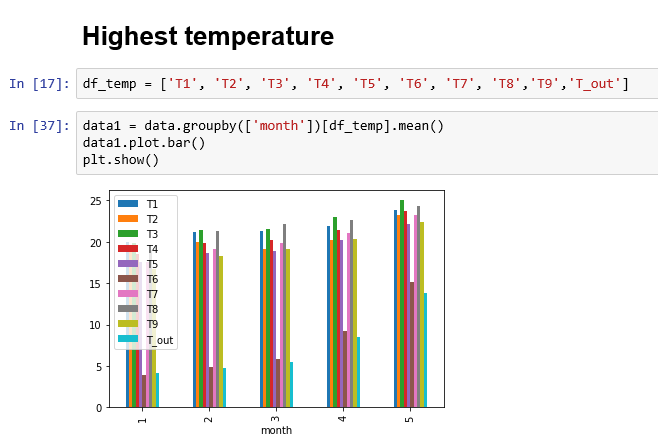 Highest temperature
In [17]: df_temp = ['T1', 'T2', 'T3', 'T4', 'T5', 'T6', 'T7', 'T8','T9','T_out']
In [37]: data1 = data.groupby(['month'])[df_temp].mean()
data1.plot.bar()
plt.show()
25
20
15
10
5
0
T1
T2
T3
T4
T5
T6
T7
T8
T9
T_out
1 2 3 4 5
month